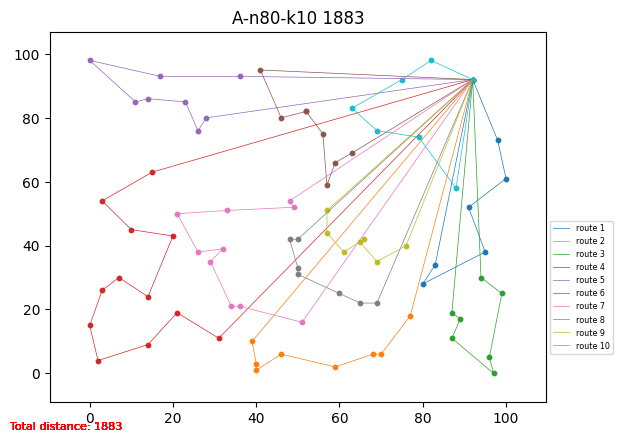 A-n80-k10 1883
100
80
60
40
20
0
0 20 40 60 80 100
route 1
route 2
route 3
route 4
route 5
route 6
route 7
route 8
route 9
route 10
Total distance: 1883